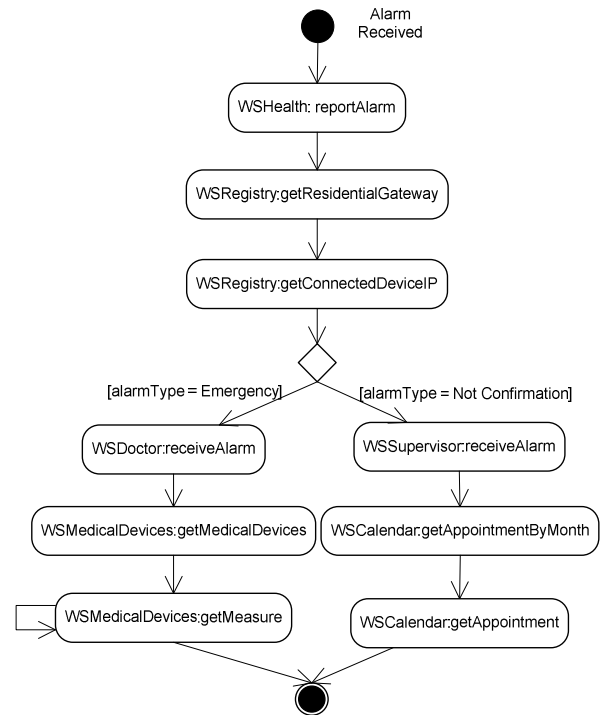 Alarm
Received
WSHealth: reportAlarm
WSRegistry:getResidentialGateway
WSRegistry:getConnectedDeviceIP
[alarmType = Emergency]
[alarmType = Not Confirmation]
WSDoctor:receiveAlarm
WSSupervisor:receiveAlarm
WSMedicalDevices:getMedicalDevices
WSCalendar:getAppointmentByMonth
WSMedicalDevices:getMeasure
WSCalendar:getAppointment